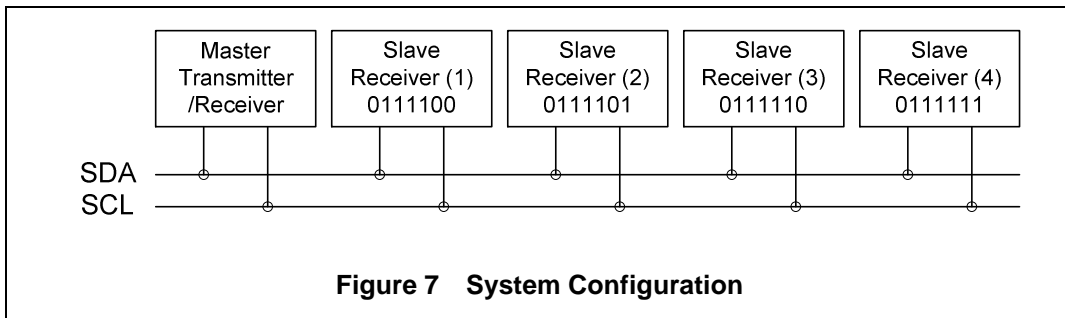 Master
Transmitter
/Receiver
Slave
Receiver (1)
0111100
Slave
Receiver (2)
0111101
Slave
Receiver (3)
0111110
Slave
Receiver (4)
0111111
SDA
SCL
Figure 7 System Configuration